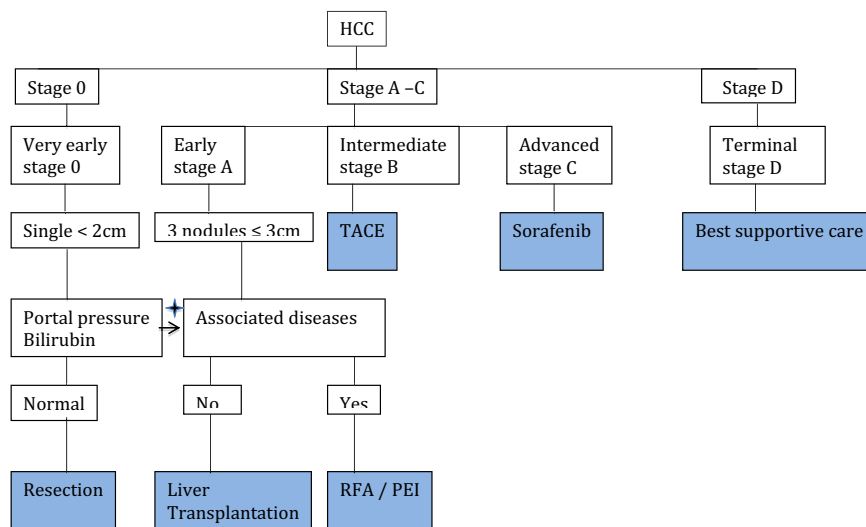 HCC
Stage 0
Stage A –C
Stage D
Very early
stage 0
Early
stage A
Intermediate
stage B
Advanced
stage C
Terminal
stage D
Single < 2cm
3 nodules ≤ 3cm
TACE
Sorafenib
Best supportive care
Portal pressure
Bilirubin
Associated diseases
Normal
No
Yes
Resection
Liver
Transplantation
RFA / PEI